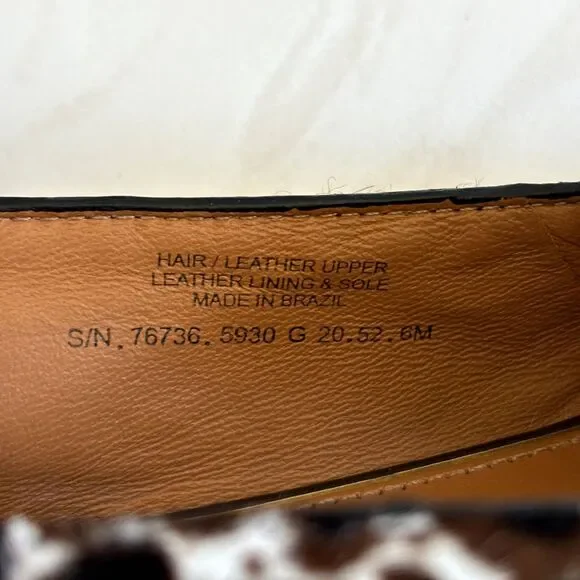 HAIR / LEATHER UPPER
LEATHER LINING & SOLE
MADE IN BRAZIL
S/N. 76736. 5930 G 20.52. 6M